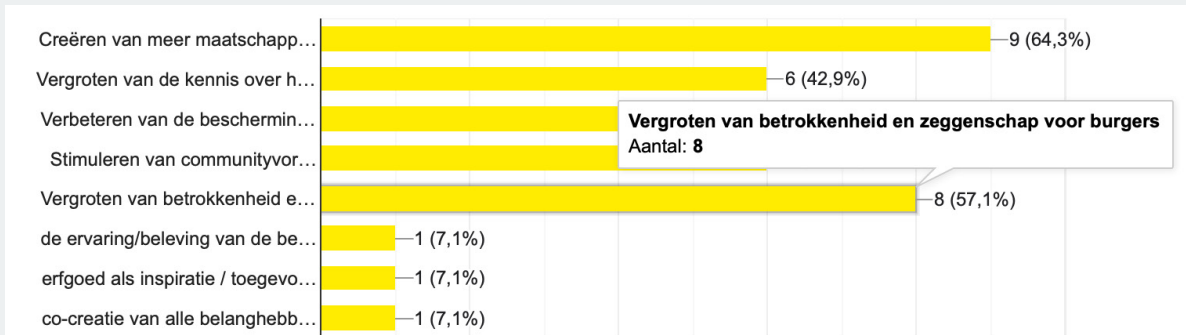 Creëren van meer maatschapp...
9 (64,3%)
Vergroten van de kennis over h...
6 (42,9%)
Verbeteren van de beschermin...
Vergroten van betrokkenheid en zeggenschap voor burgers
Aantal: 8
Stimuleren van communityvor...
Vergroten van betrokkenheid e...
8 (57,1%)
de ervaring/beleving van de be...
1 (7,1%)
erfgoed als inspiratie / toegevo...
1 (7,1%)
co-creatie van alle belanghebb...
1 (7,1%)